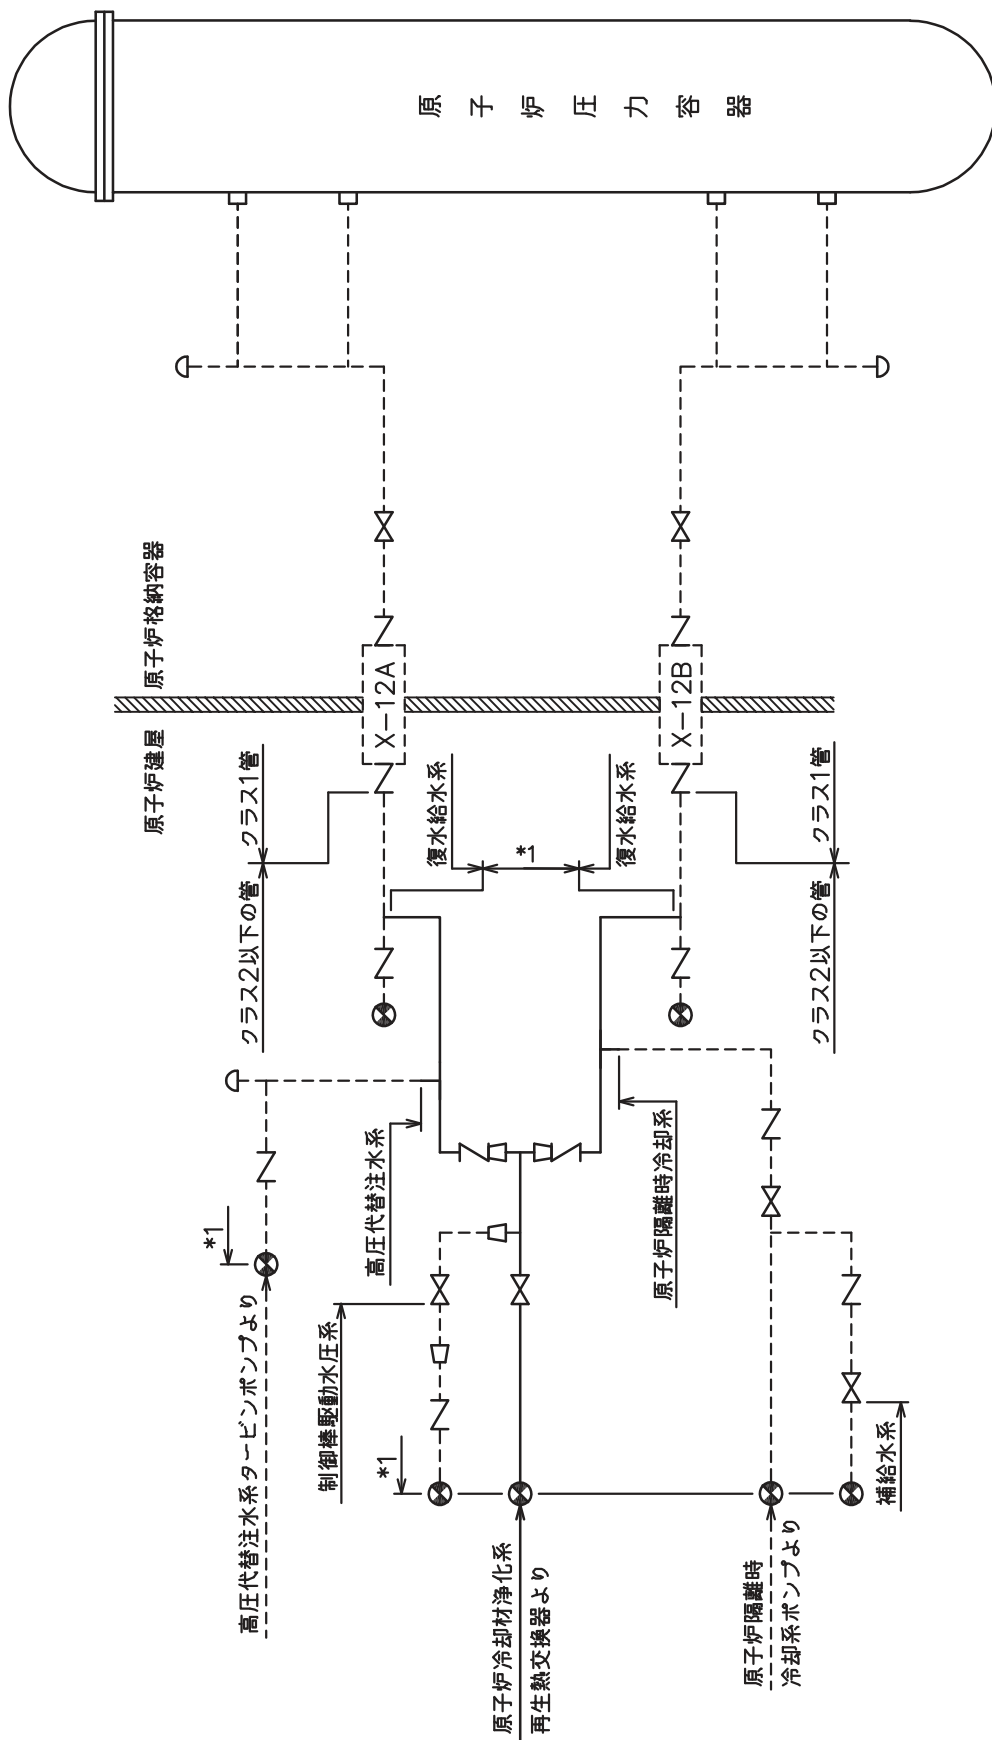 原子炉圧力容器
原子炉格納容器
原子炉建屋
X-12A
X-12B
クラス1管
クラス2以下の管
復水給水系
*1
復水給水系
クラス1管
クラス2以下の管
高圧代替注水系
原子炉隔離時冷却系
*1
高圧代替注水系タービンポンプより
制御棒駆動水圧系
*1
原子炉冷却材浄化系
再生熱交換器より
原子炉隔離時
冷却系ポンプより
補給水系